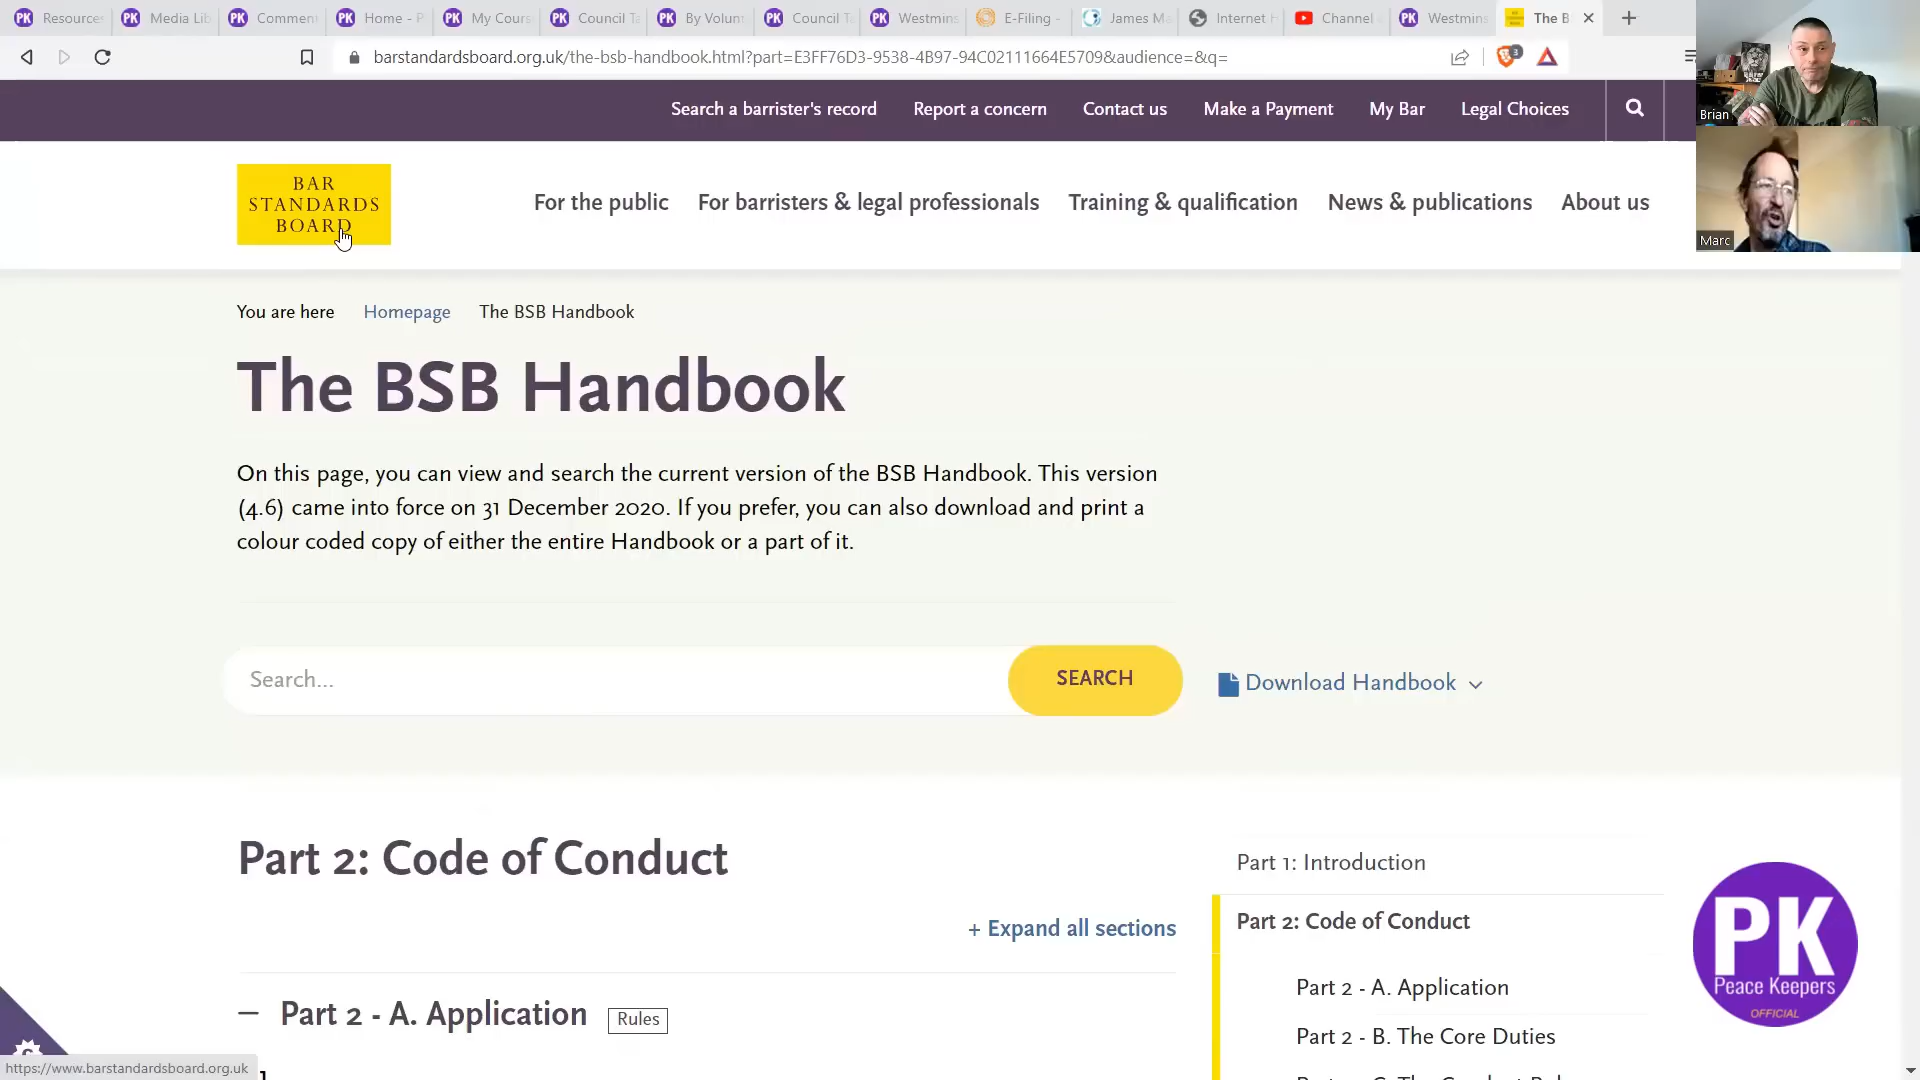 Resource
Media Lib
Commen
Home - P
My Cours
Council Ta
By Volunt
Council Ta
Westmins
E-Filing -
James Ma
Internet H
Channel
Westmins
The B
barstandardsboard.org.uk/the-bsb-handbook.html?part=E3FF76D3-9538-4B97-94C02111664E5709&audience=&q=
3
Search a barrister's record
Report a concern
Contact us
Make a Payment
My Bar
Legal Choices
Brian
Marc
BAR
STANDARDS
BOARD
For the public
For barristers & legal professionals
Training & qualification
News & publications
About us
You are here
Homepage
The BSB Handbook
The BSB Handbook
On this page, you can view and search the current version of the BSB Handbook. This version
(4.6) came into force on 31 December 2020. If you prefer, you can also download and print a
colour coded copy of either the entire Handbook or a part of it.
Search...
SEARCH
Download Handbook
Part 2: Code of Conduct
+ Expand all sections
Part 2 - A. Application
Rules
Part 1: Introduction
Part 2: Code of Conduct
Part 2 - A. Application
Part 2 - B. The Core Duties
PK
Peace Keepers
OFFICIAL
https://www.barstandardsboard.org.uk